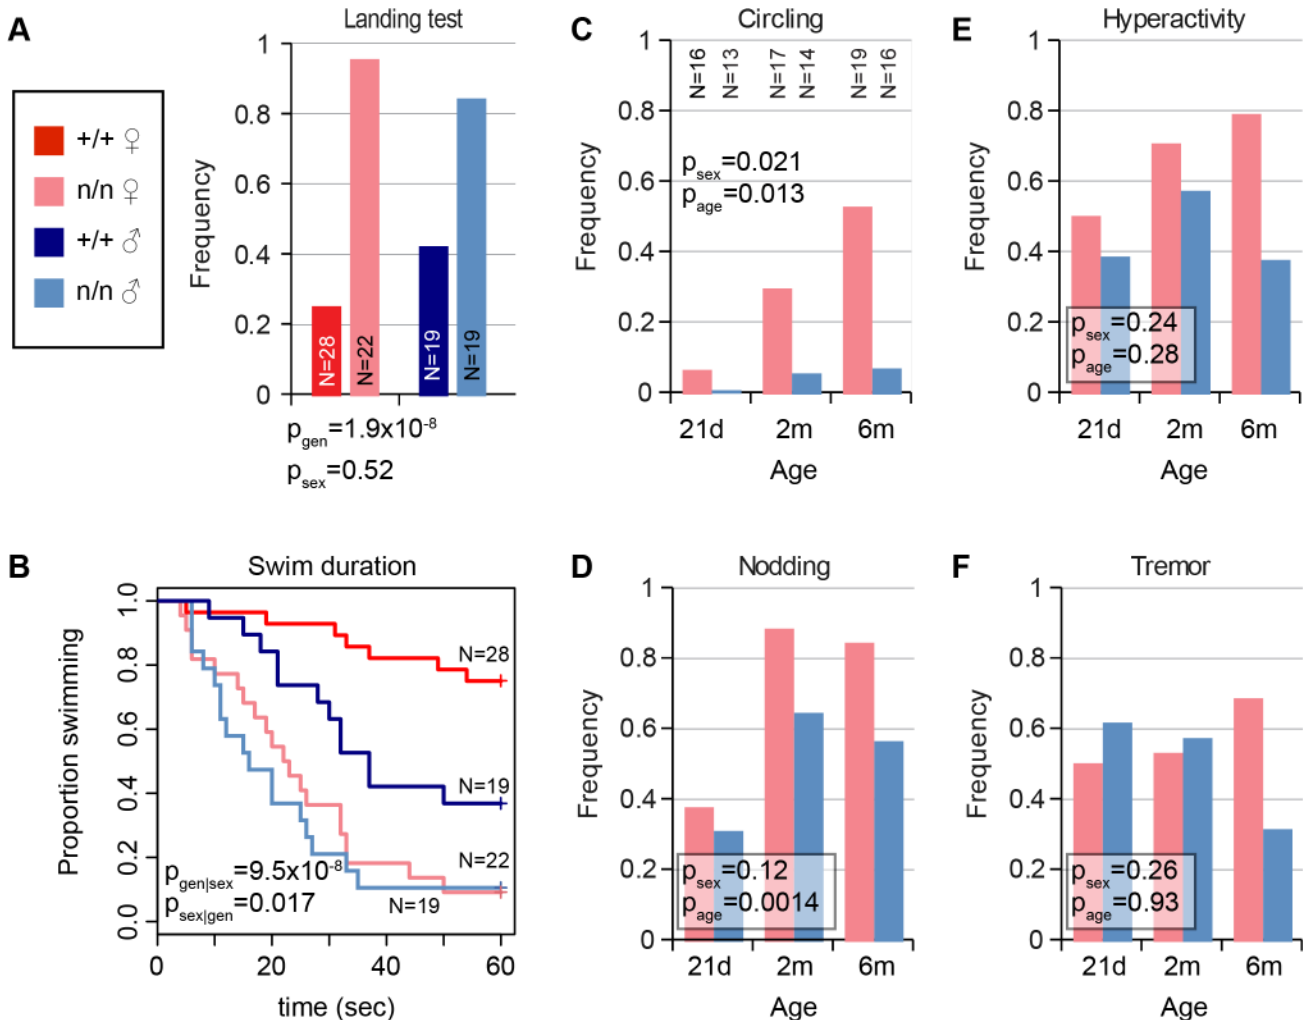 A
Landing test
+/+ ♀
n/n ♀
+/+ ♂
n/n ♂
Frequency
1
0.8
0.6
0.4
0.2
0
N=28
N=22
N=19
N=19
pgen=1.9x10-8
psex=0.52
B
Swim duration
Proportion swimming
1.0
0.8
0.6
0.4
0.2
0.0
N=28
N=19
N=22
N=19
pgen|sex=9.5x10-8
psex|gen=0.017
0 20 40 60
time (sec)
C
Circling
Frequency
1
0.8
0.6
0.4
0.2
0
N=16 N=13 N=17 N=14 N=19 N=16
psex=0.021
page=0.013
21d 2m 6m
Age
D
Nodding
Frequency
1
0.8
0.6
0.4
0.2
0
psex=0.12
page=0.0014
21d 2m 6m
Age
E
Hyperactivity
Frequency
1
0.8
0.6
0.4
0.2
0
psex=0.24
page=0.28
21d 2m 6m
Age
F
Tremor
Frequency
1
0.8
0.6
0.4
0.2
0
psex=0.26
page=0.93
21d 2m 6m
Age